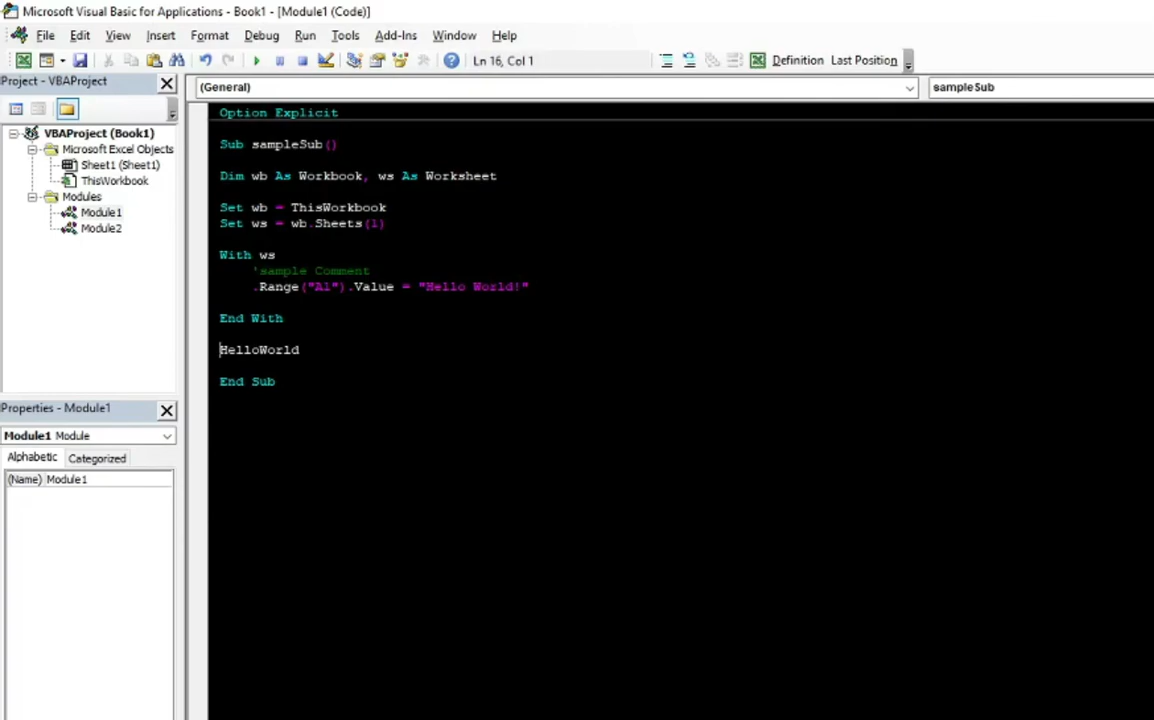 Microsoft Visual Basic for Applications - Book1 - [Module1 (Code)]
File Edit View Insert Format Debug Run Tools Add-Ins Window Help
Ln 16, Col 1 Definition Last Position
Project - VBAProject
(General) sampleSub
VBAProject (Book1)
Microsoft Excel Objects
Sheet1 (Sheet1)
ThisWorkbook
Modules
Module1
Module2
Properties - Module1
Module1 Module
Alphabetic Categorized
(Name) Module1
Option Explicit
Sub sampleSub()
Dim wb As Workbook, ws As Worksheet
Set wb = ThisWorkbook
Set ws = wb.Sheets(1)
With ws
'sample Comment
.Range("A1").Value = "Hello World!"
End With
HelloWorld
End Sub